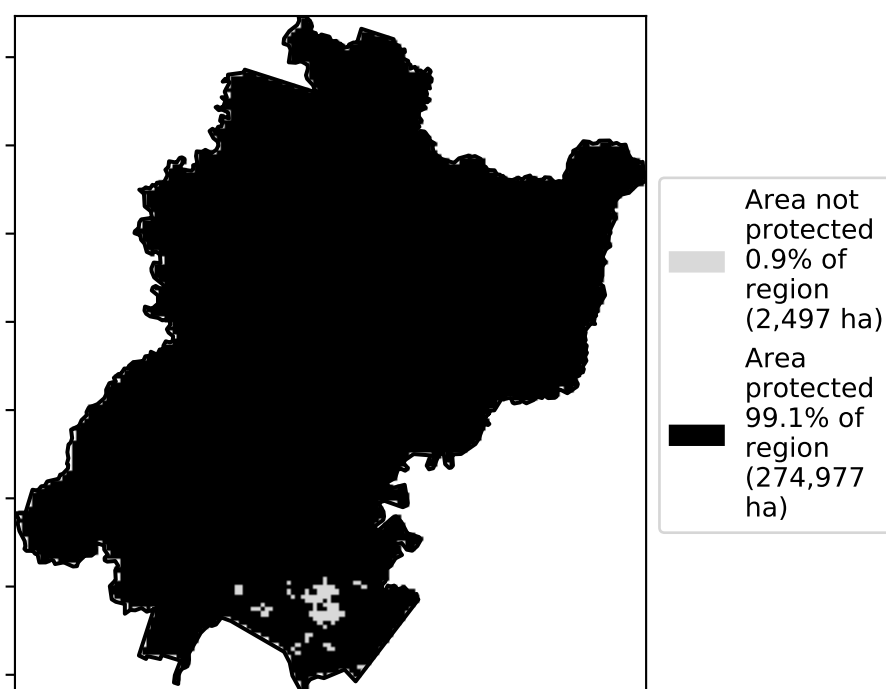 Area not
protected
0.9% of
region
(2,497 ha)
Area
protected
99.1% of
region
(274,977
ha)